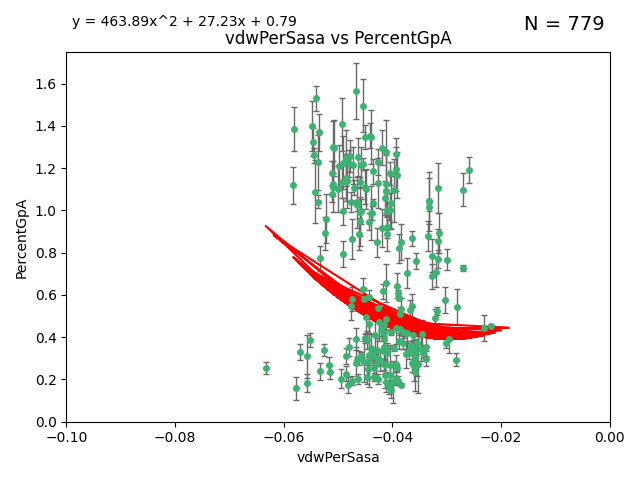 y = 463.89x^2 + 27.23x + 0.79
N = 779
vdwPerSasa vs PercentGpA
PercentGpA
1.6
1.4
1.2
1.0
0.8
0.6
0.4
0.2
0.0
−0.10 −0.08 −0.06 −0.04 −0.02 0.00
vdwPerSasa